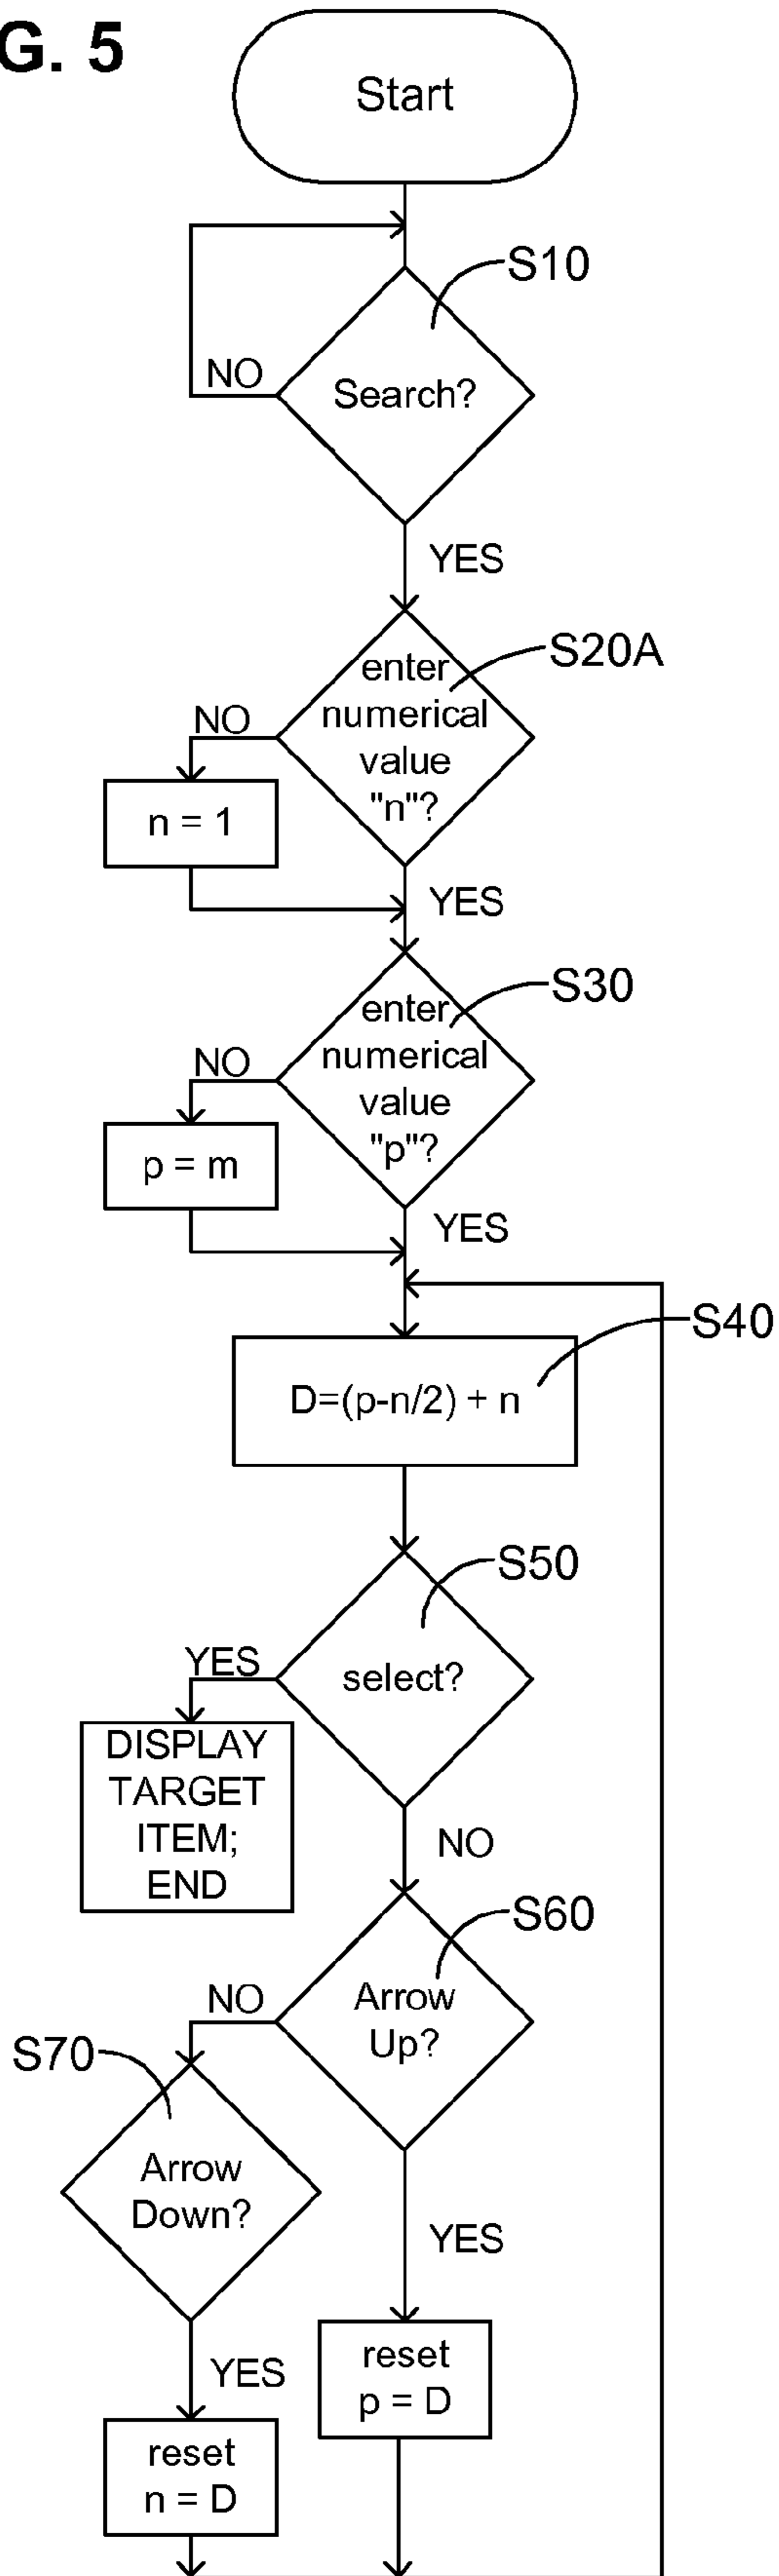 G. 5
Start
S10
NO
Search?
YES
S20A
enter
numerical
value
"n"?
NO
n = 1
YES
S30
enter
numerical
value
"p"?
NO
p = m
YES
S40
D=(p-n/2) + n
S50
YES
select?
DISPLAY
TARGET
ITEM;
END
NO
S60
NO
Arrow
Up?
S70
Arrow
Down?
YES
reset
p = D
YES
reset
n = D